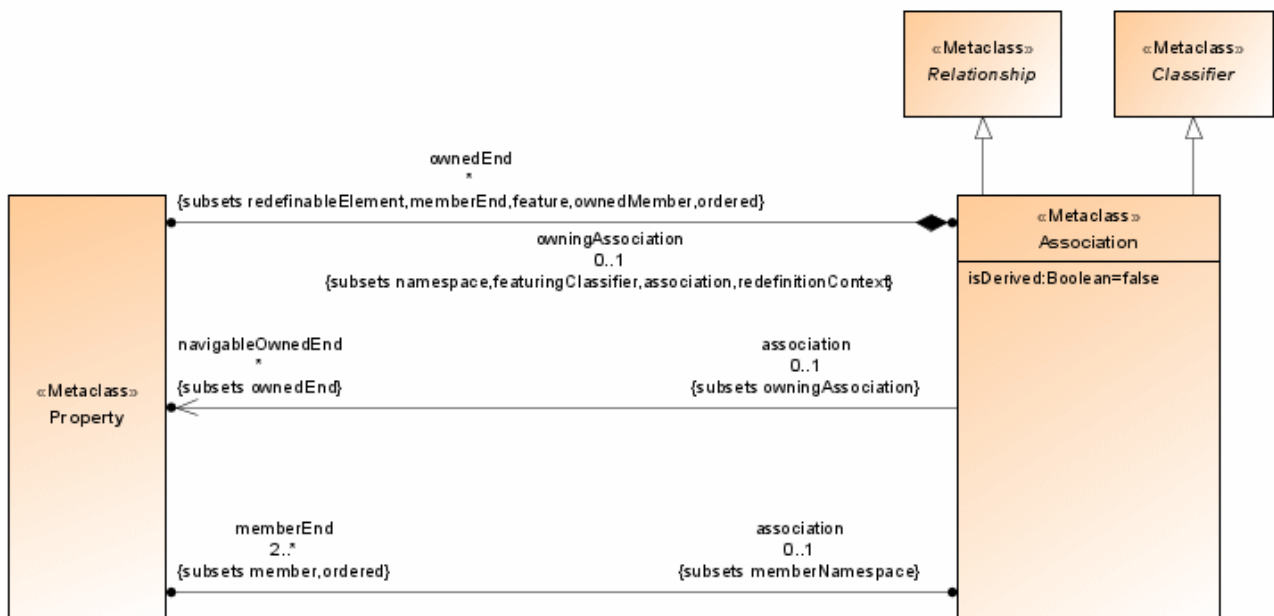 «Metaclass»
Relationship
«Metaclass»
Classifier
ownedEnd
*
{subsets redefinableElement,memberEnd,feature,ownedMember,ordered}
«Metaclass»
Association
owningAssociation
0..1
{subsets namespace,featuringClassifier,association,redefinitionContext}
isDerived:Boolean=false
navigableOwnedEnd
*
{subsets ownedEnd}
association
0..1
{subsets owningAssociation}
«Metaclass»
Property
memberEnd
2..*
{subsets member,ordered}
association
0..1
{subsets memberNamespace}